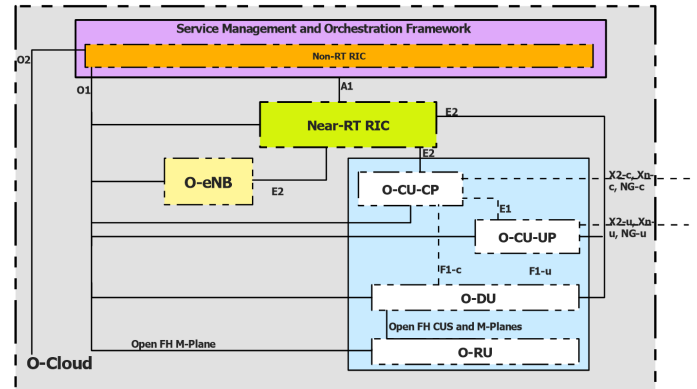 Service Management and Orchestration Framework
Non-RT RIC
O2
O1
A1
Near-RT RIC
E2
E2
O-eNB
E2
O-CU-CP
X2-c, Xn-
c, NG-c
E1
X2-u, Xn-
u, NG-u
O-CU-UP
F1-c
F1-u
O-DU
Open FH CUS and M-Planes
Open FH M-Plane
O-RU
O-Cloud